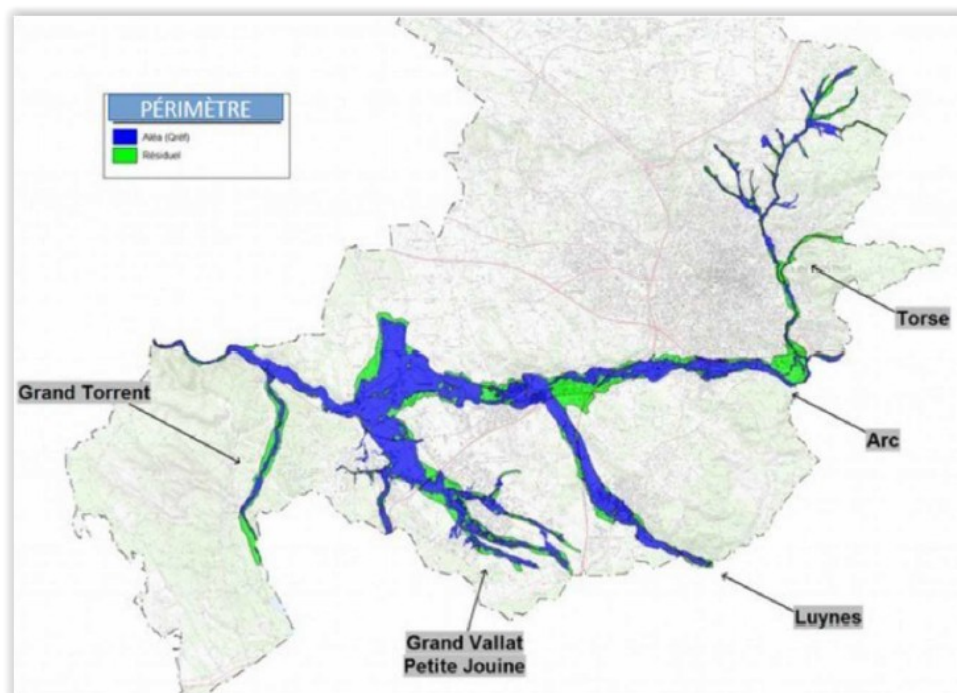 PÉRIMÈTRE
Aléa (Qréf)
Résiduel
Torse
Grand Torrent
Arc
Luynes
Grand Vallat
Petite Jouine